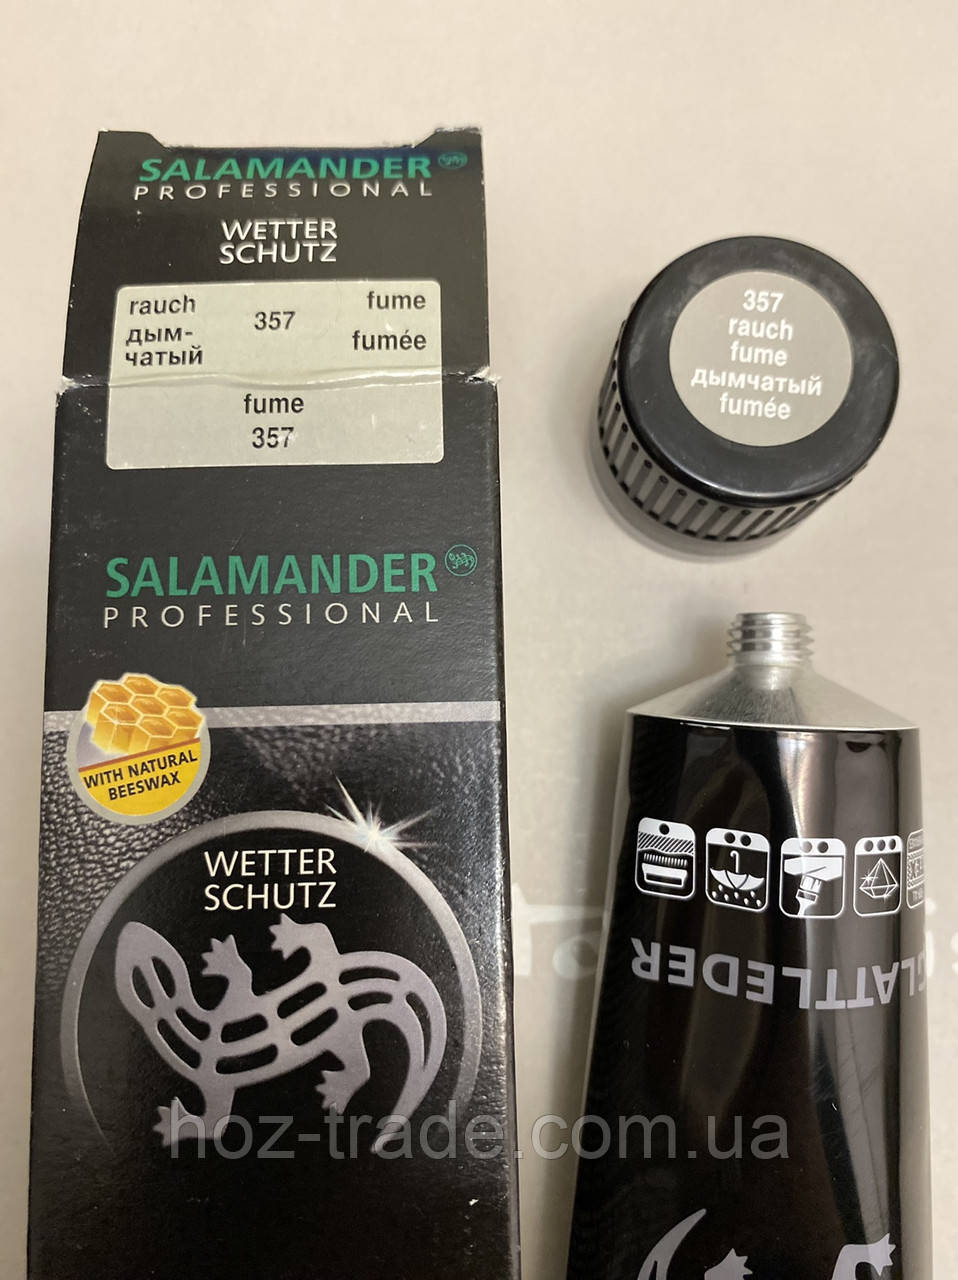 SALAMANDER
PROFESSIONAL
WETTER
SCHUTZ
rauch
дым-
чатый
357
fume
fumée
fume
357
SALAMANDER
PROFESSIONAL
WITH NATURAL
BEESWAX
WETTER
SCHUTZ
357
rauch
fume
дымчатый
fumée
GLATTLEDER
hoz-trade.com.ua